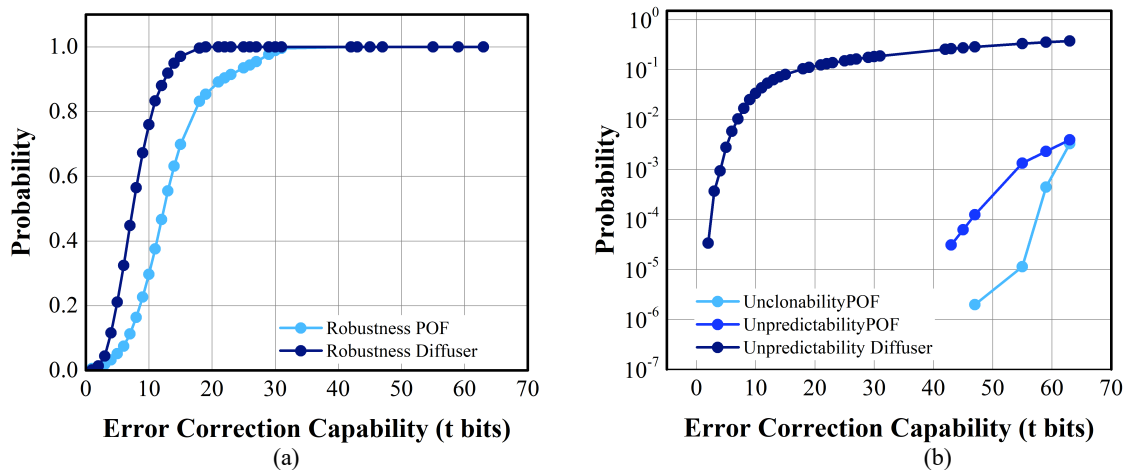 1.0
0.8
0.6
0.4
0.2
0.0
Probability
Robustness POF
Robustness Diffuser
0 10 20 30 40 50 60 70
Error Correction Capability (t bits)
(a)
10^0
10^-1
10^-2
10^-3
10^-4
10^-5
10^-6
10^-7
Probability
UnclonabilityPOF
UnpredictabilityPOF
Unpredictability Diffuser
0 10 20 30 40 50 60 70
Error Correction Capability (t bits)
(b)